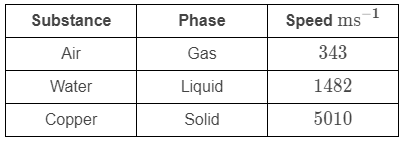 Substance Phase Speed ms⁻¹
Air Gas 343
Water Liquid 1482
Copper Solid 5010